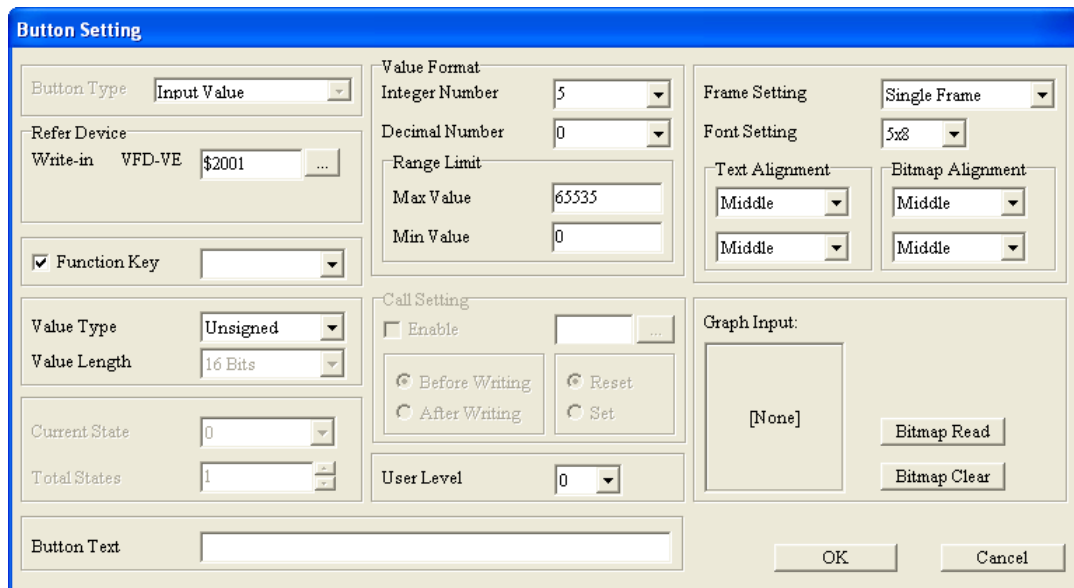 Button Setting
Button Type Input Value
Refer Device
Write-in VFD-VE $2001 ...
Function Key
Value Type Unsigned
Value Length 16 Bits
Current State 0
Total States 1
Button Text
Value Format
Integer Number 5
Decimal Number 0
Range Limit
Max Value 65535
Min Value 0
Call Setting
Enable ...
Before Writing Reset
After Writing Set
User Level 0
Frame Setting Single Frame
Font Setting 5x8
Text Alignment Bitmap Alignment
Middle Middle
Middle Middle
Graph Input:
[None]
Bitmap Read
Bitmap Clear
OK Cancel